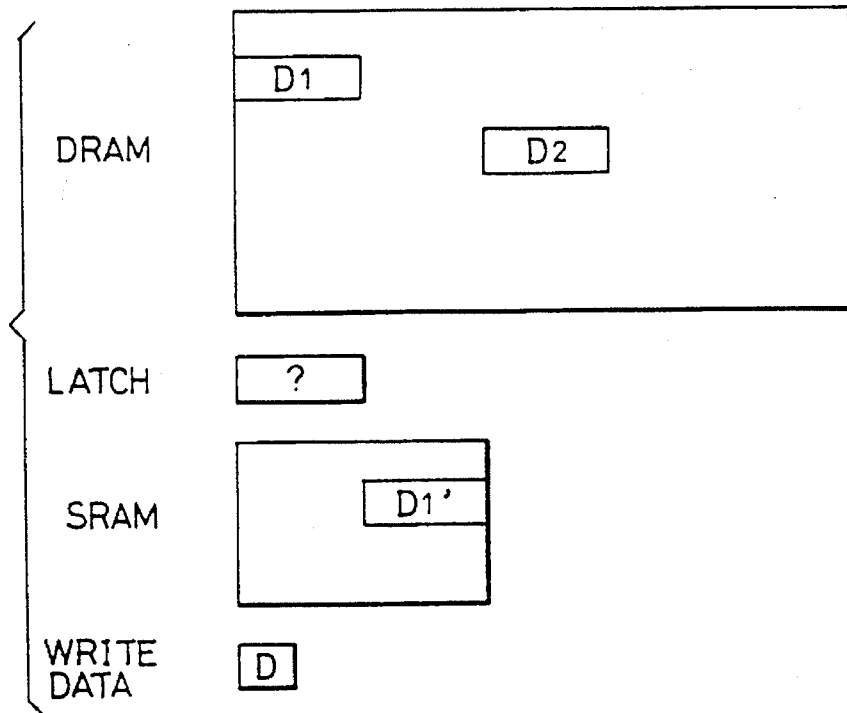 D1
DRAM
D2
LATCH
?
SRAM
D1'
WRITE
DATA
D